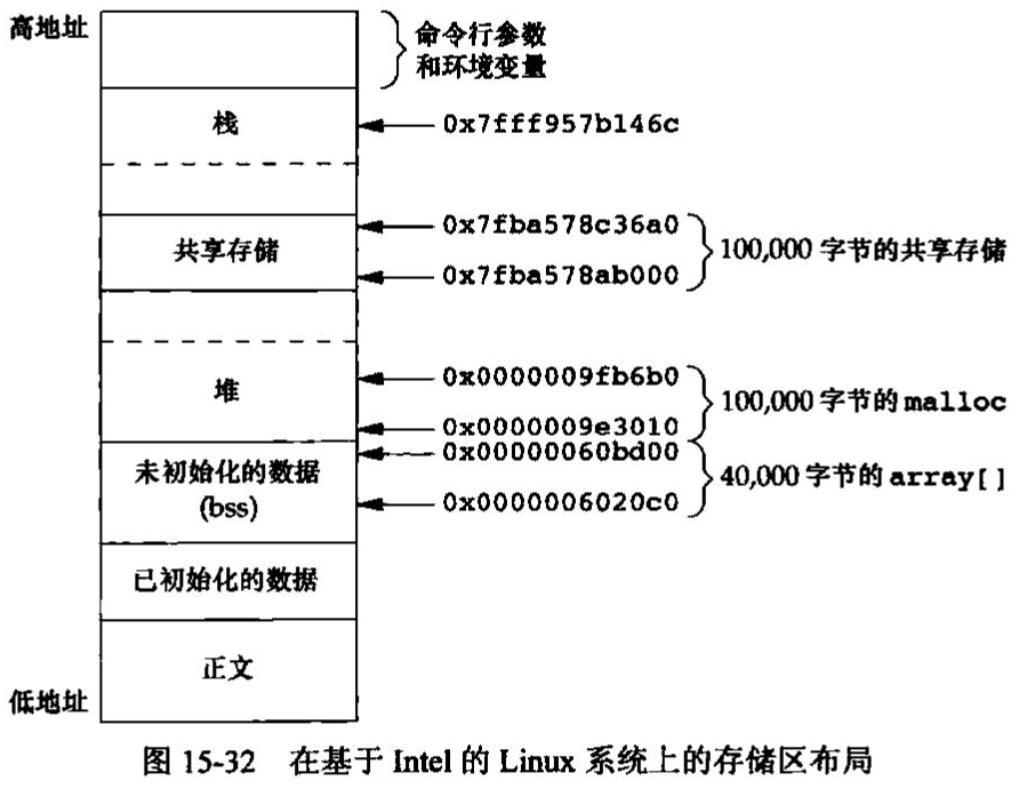 高地址
命令行参数
和环境变量
栈
0x7fff957b146c
共享存储
0x7fba578c36a0
0x7fba578ab000
100,000 字节的共享存储
堆
0x0000009fb6b0
0x0000009e3010
100,000 字节的 malloc
未初始化的数据
(bss)
0x00000060bd00
0x0000006020c0
40,000 字节的 array[]
已初始化的数据
正文
低地址
图 15-32 在基于 Intel 的 Linux 系统上的存储区布局